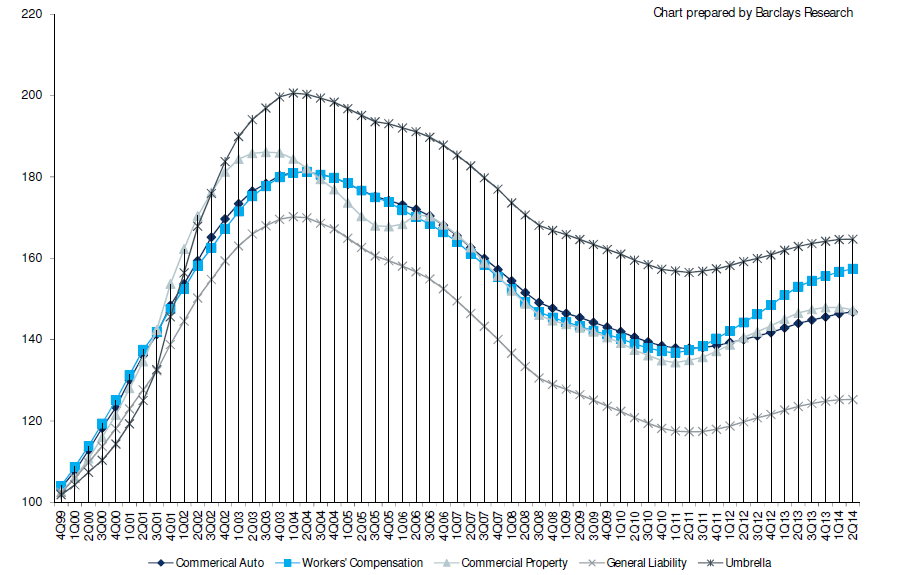 220
Chart prepared by Barclays Research
200
180
160
140
120
100
4Q99 1Q00 2Q00 3Q00 4Q00 1Q01 2Q01 3Q01 4Q01 1Q02 2Q02 3Q02 4Q02 1Q03 2Q03 3Q03 4Q03 1Q04 2Q04 3Q04 4Q04 1Q05 2Q05 3Q05 4Q05 1Q06 2Q06 3Q06 4Q06 1Q07 2Q07 3Q07 4Q07 1Q08 2Q08 3Q08 4Q08 1Q09 2Q09 3Q09 4Q09 1Q10 2Q10 3Q10 4Q10 1Q11 2Q11 3Q11 4Q11 1Q12 2Q12 3Q12 4Q12 1Q13 2Q13 3Q13 4Q13 1Q14 2Q14
Commerical Auto Workers' Compensation Commercial Property General Liability Umbrella